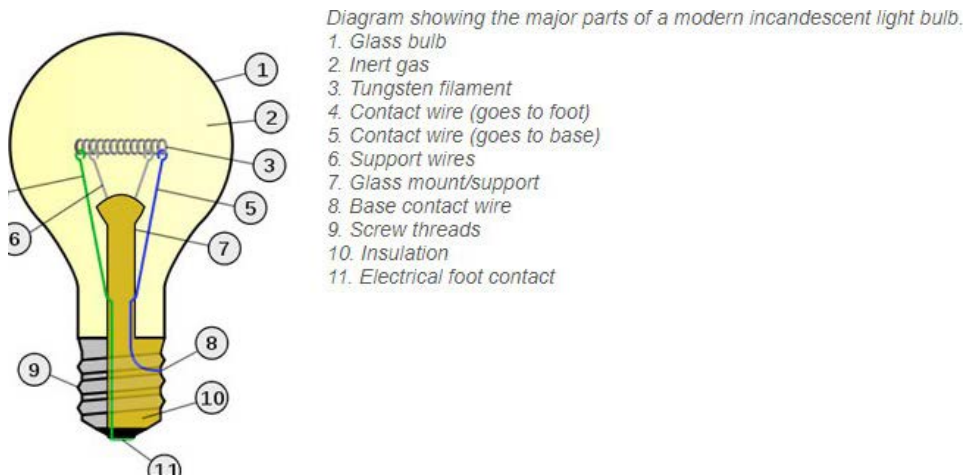 Diagram showing the major parts of a modern incandescent light bulb.
1. Glass bulb
2. Inert gas
3. Tungsten filament
4. Contact wire (goes to foot)
5. Contact wire (goes to base)
6. Support wires
7. Glass mount/support
8. Base contact wire
9. Screw threads
10. Insulation
11. Electrical foot contact
1
2
3
5
6
7
8
9
10
11